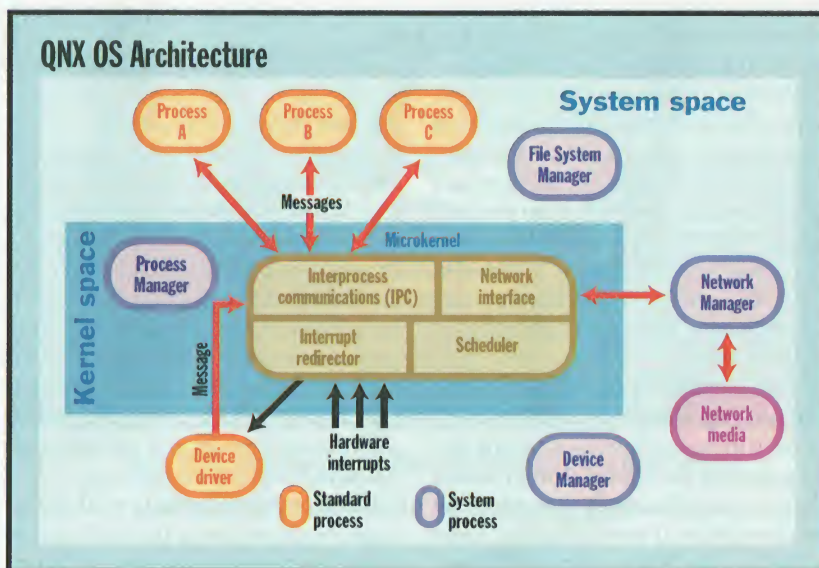 QNX OS Architecture
System space
Process
A
Process
B
Process
C
File System
Manager
Messages
Kernel space
Microkernel
Process
Manager
Interprocess
communications (IPC)
Network
interface
Network
Manager
Interrupt
redirector
Scheduler
Message
Network
media
Hardware
interrupts
Device
driver
Device
Manager
Standard
process
System
process